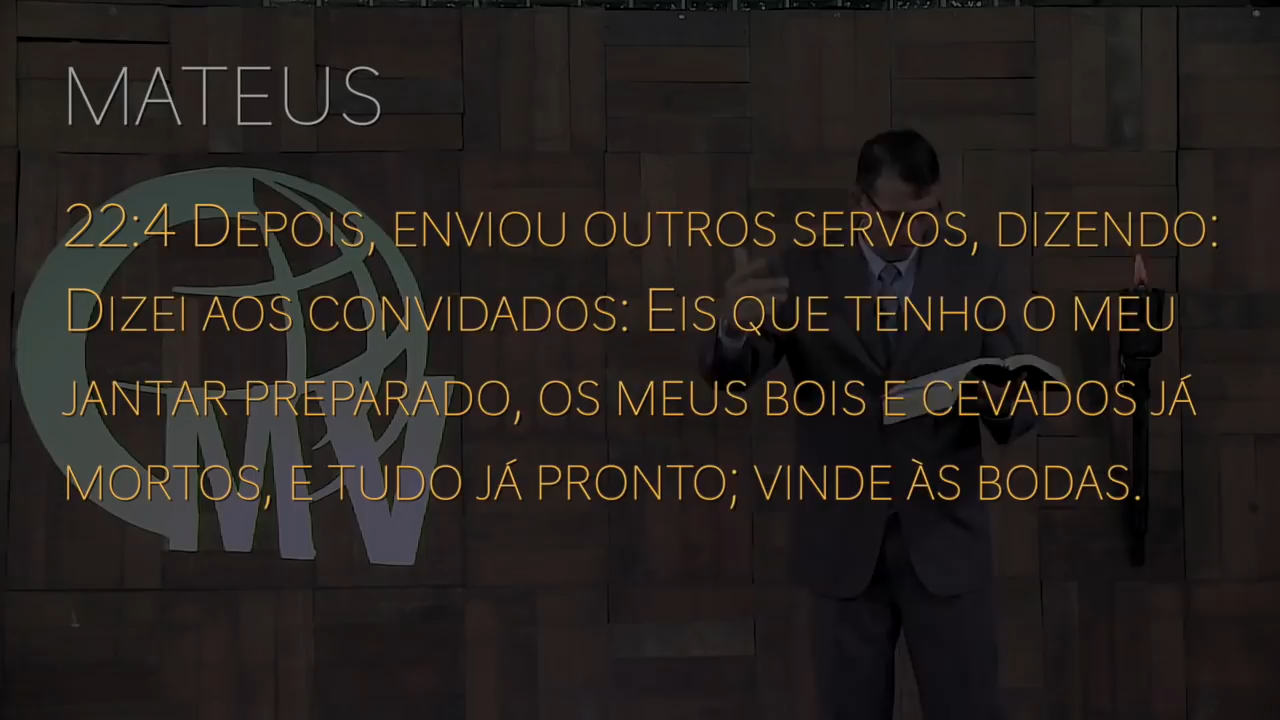 MATEUS
22:4 Depois, enviou outros servos, dizendo:
Dizei aos convidados: Eis que tenho o meu
jantar preparado, os meus bois e cevados já
mortos, e tudo já pronto; vinde às bodas.
MV